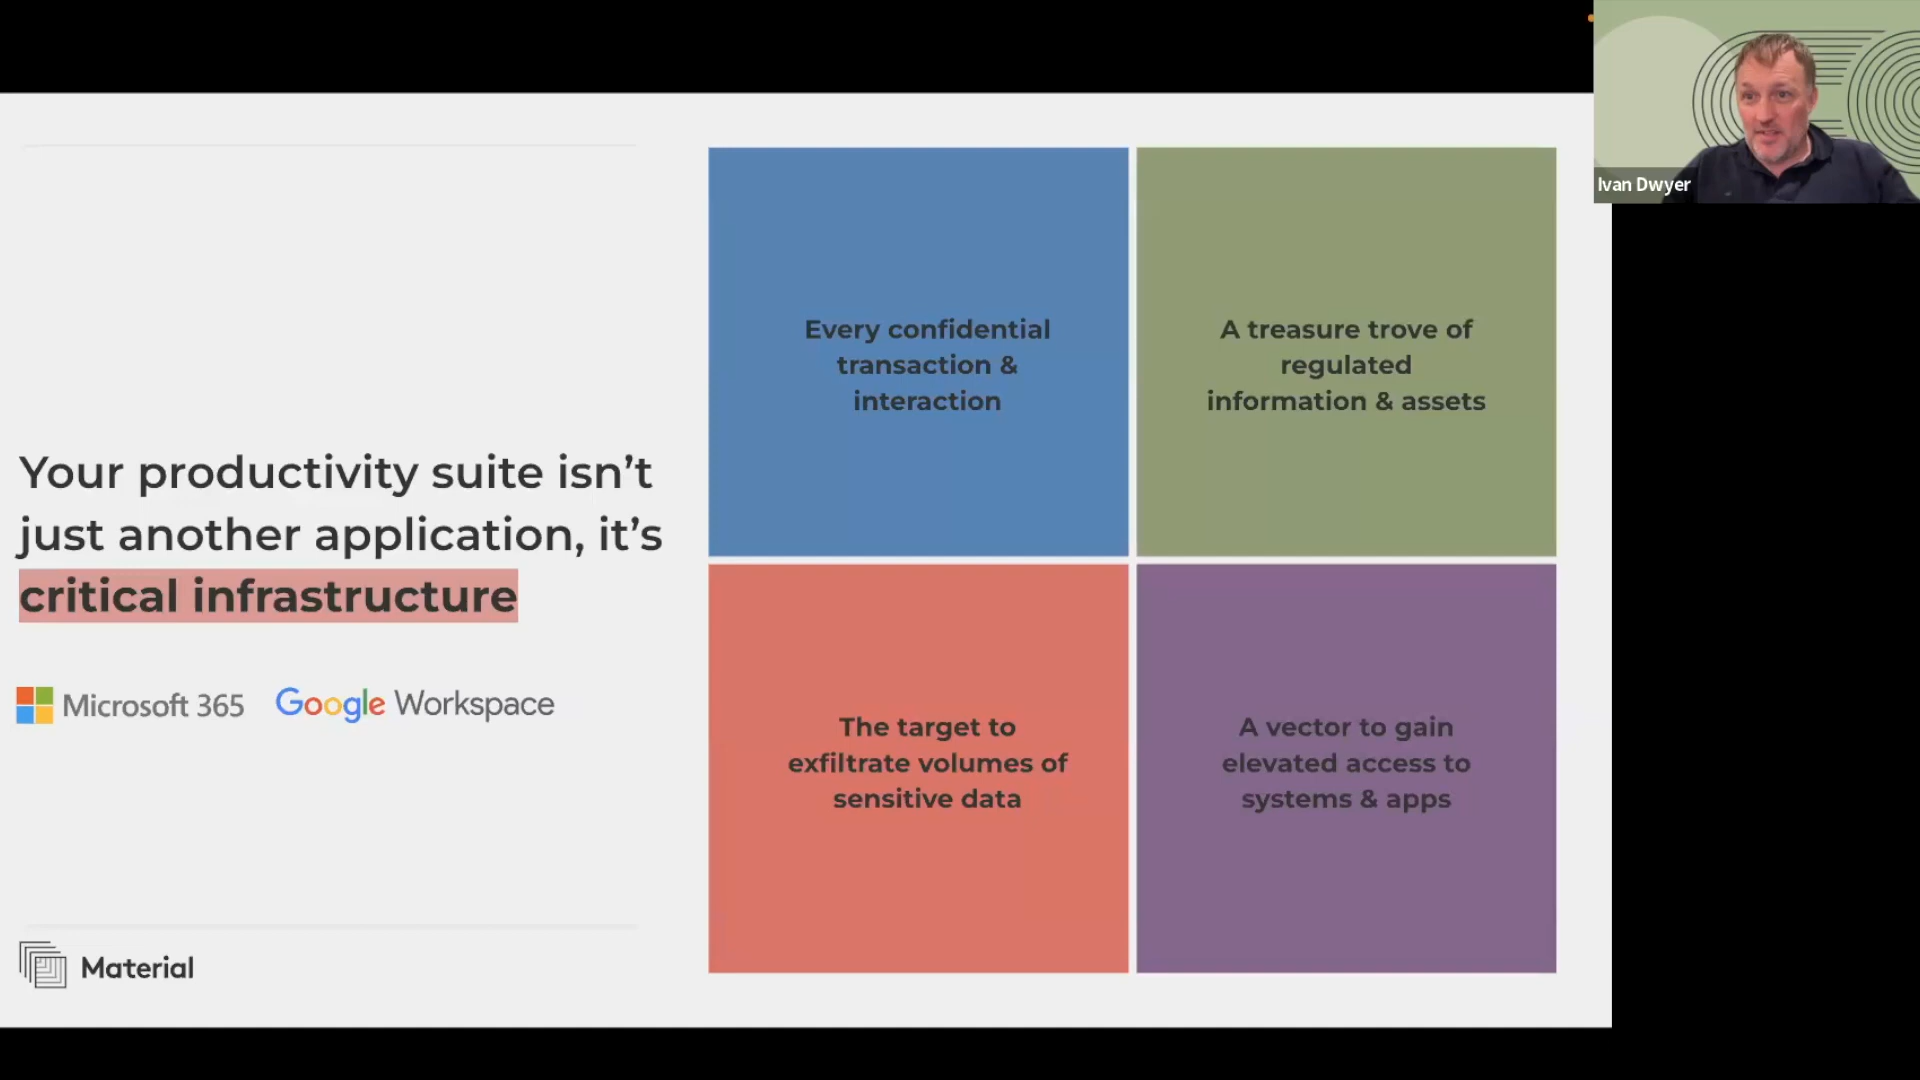 Ivan Dwyer
Your productivity suite isn’t
just another application, it’s
critical infrastructure
Microsoft 365
Google Workspace
Every confidential
transaction &
interaction
A treasure trove of
regulated
information & assets
The target to
exfiltrate volumes of
sensitive data
A vector to gain
elevated access to
systems & apps
Material